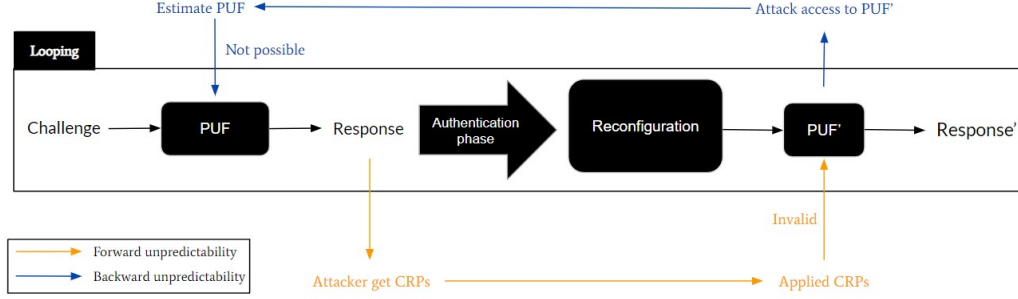 Estimate PUF
Attack access to PUF'
Not possible
Looping
Challenge
PUF
Response
Authentication
phase
Reconfiguration
PUF'
Response'
Invalid
Forward unpredictability
Backward unpredictability
Attacker get CRPs
Applied CRPs